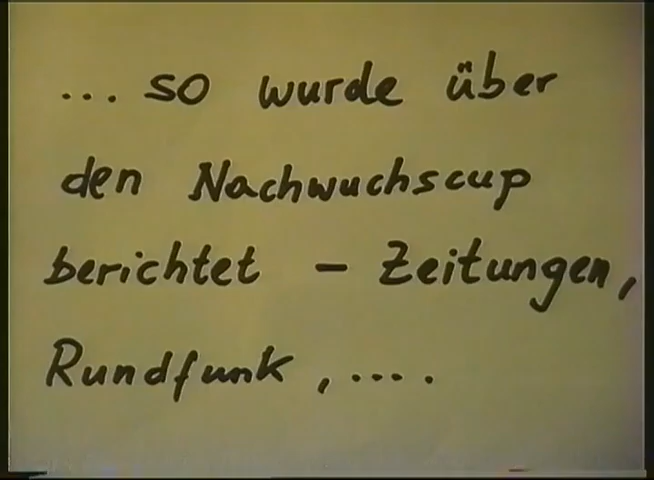 ... so wurde über
den Nachwuchscup
berichtet - Zeitungen,
Rundfunk, ....